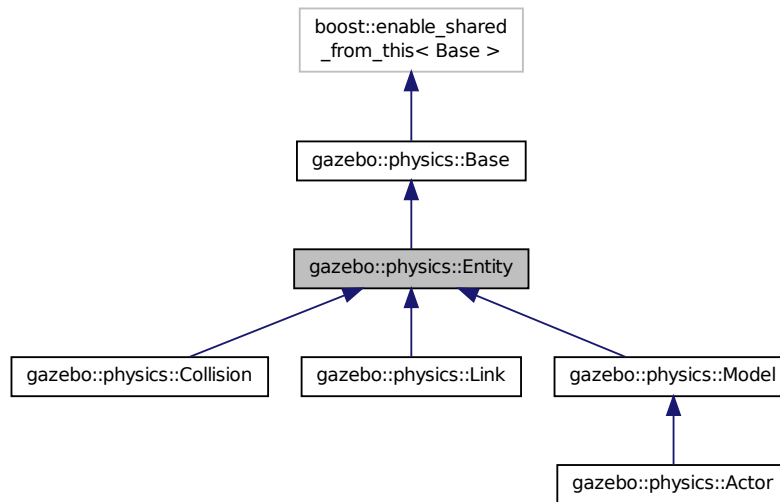 boost::enable_shared
_from_this< Base >
gazebo::physics::Base
gazebo::physics::Entity
gazebo::physics::Collision
gazebo::physics::Link
gazebo::physics::Model
gazebo::physics::Actor